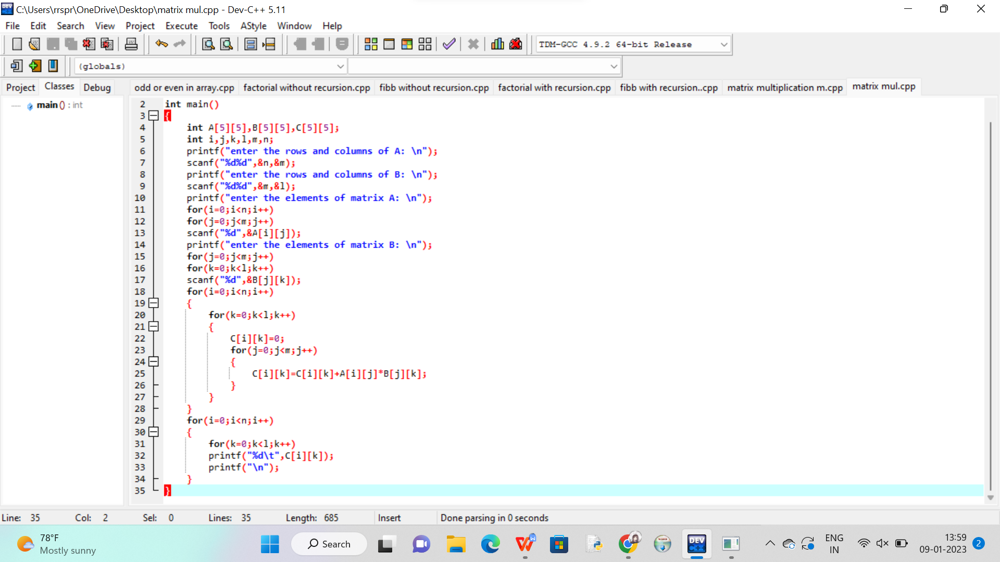 C:\Users\rrspr\OneDrive\Desktop\matrix mul.cpp - Dev-C++ 5.11
File Edit Search View Project Execute Tools AStyle Window Help
TDM-GCC 4.9.2 64-bit Release
(globals)
Project Classes Debug
odd or even in array.cpp factorial without recursion.cpp fibb without recursion.cpp factorial with recursion.cpp fibb with recursion..cpp matrix multiplication m.cpp matrix mul.cpp
main () : int
2 int main()
3 {
4 int A[5][5],B[5][5],C[5][5];
5 int i,j,k,l,m,n;
6 printf("enter the rows and columns of A: \n");
7 scanf("%d%d",&n,&m);
8 printf("enter the rows and columns of B: \n");
9 scanf("%d%d",&m,&l);
10 printf("enter the elements of matrix A: \n");
11 for(i=0;i<n;i++)
12 for(j=0;j<m;j++)
13 scanf("%d",&A[i][j]);
14 printf("enter the elements of matrix B: \n");
15 for(j=0;j<m;j++)
16 for(k=0;k<l;k++)
17 scanf("%d",&B[j][k]);
18 for(i=0;i<n;i++)
19 {
20 for(k=0;k<l;k++)
21 {
22 C[i][k]=0;
23 for(j=0;j<m;j++)
24 {
25 C[i][k]=C[i][k]+A[i][j]*B[j][k];
26 }
27 }
28 }
29 for(i=0;i<n;i++)
30 {
31 for(k=0;k<l;k++)
32 printf("%d\t",C[i][k]);
33 printf("\n");
34 }
35 }
Line: 35 Col: 2 Sel: 0 Lines: 35 Length: 685 Insert Done parsing in 0 seconds
78°F
Mostly sunny
Search
DEV
C++
ENG
IN
13:59
09-01-2023
2